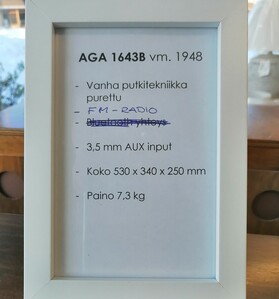 AGA 1643B vm. 1948
- Vanha putkitekniikka
purettu
- FM-RADIO
- Bluetooth yhteys
- 3,5 mm AUX input
- Koko 530 x 340 x 250 mm
- Paino 7,3 kg